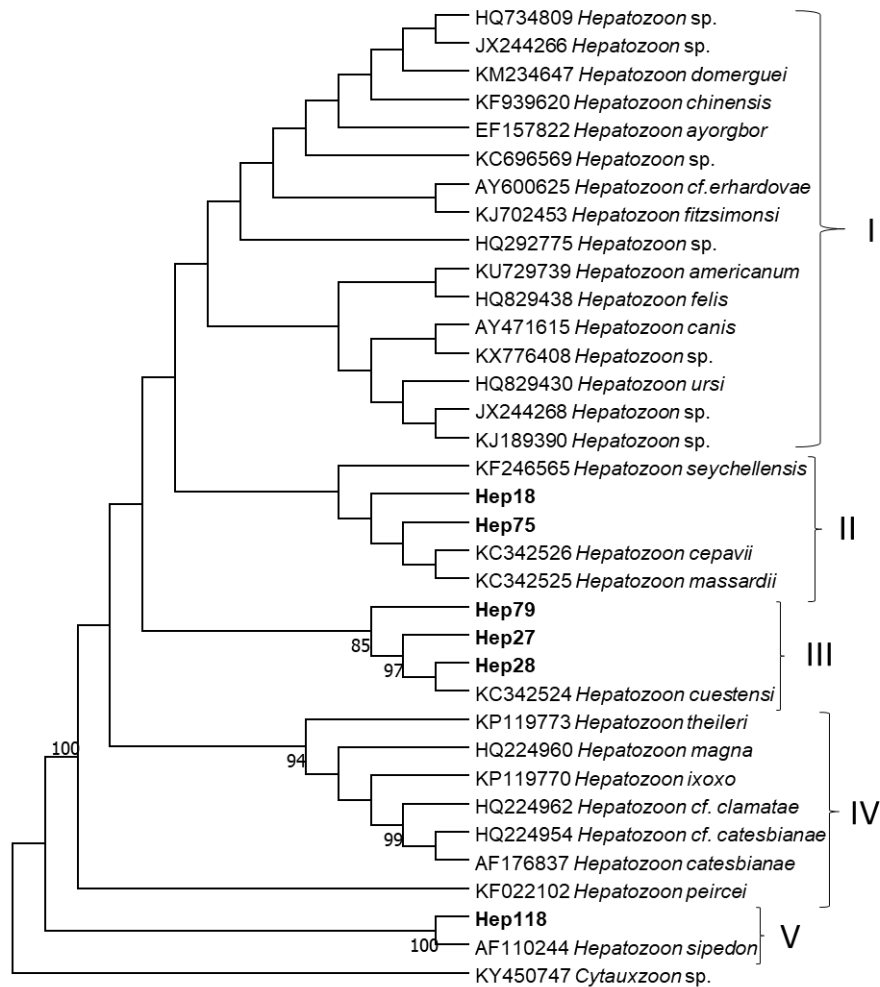 HQ734809 Hepatozoon sp.
JX244266 Hepatozoon sp.
KM234647 Hepatozoon domerguei
KF939620 Hepatozoon chinensis
EF157822 Hepatozoon ayorgbor
KC696569 Hepatozoon sp.
AY600625 Hepatozoon cf.erhardovae
KJ702453 Hepatozoon fitzsimonsi
HQ292775 Hepatozoon sp.
I
KU729739 Hepatozoon americanum
HQ829438 Hepatozoon felis
AY471615 Hepatozoon canis
KX776408 Hepatozoon sp.
HQ829430 Hepatozoon ursi
JX244268 Hepatozoon sp.
KJ189390 Hepatozoon sp.
KF246565 Hepatozoon seychellensis
Hep18
Hep75
II
KC342526 Hepatozoon cepavii
KC342525 Hepatozoon massardii
Hep79
85
Hep27
III
97
Hep28
KC342524 Hepatozoon cuestensi
KP119773 Hepatozoon theileri
100
HQ224960 Hepatozoon magna
94
KP119770 Hepatozoon ixoxo
HQ224962 Hepatozoon cf. clamatae
IV
99
HQ224954 Hepatozoon cf. catesbianae
AF176837 Hepatozoon catesbianae
KF022102 Hepatozoon peircei
Hep118
V
100
AF110244 Hepatozoon sipedon
KY450747 Cytauxzoon sp.